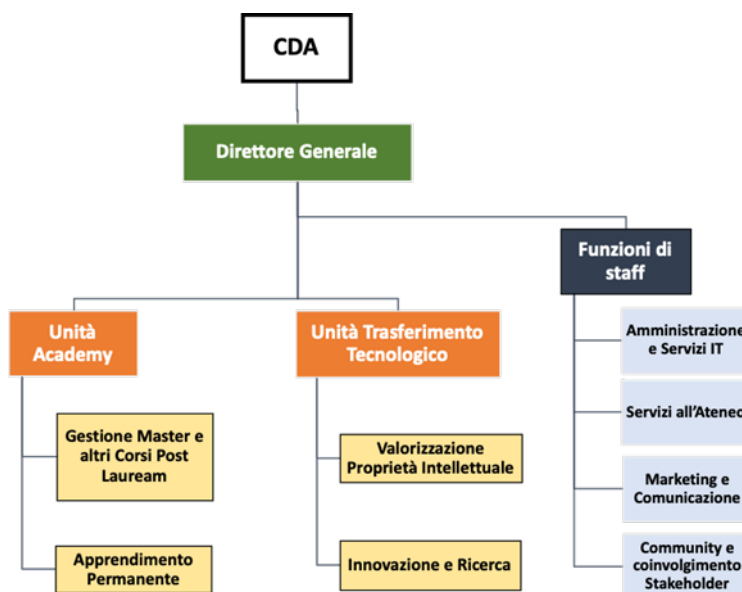 CDA
Direttore Generale
Funzioni di
staff
Unità
Academy
Unità Trasferimento
Tecnologico
Amministrazione
e Servizi IT
Servizi all'Ateneo
Gestione Master e
altri Corsi Post
Lauream
Valorizzazione
Proprietà Intellettuale
Marketing e
Comunicazione
Apprendimento
Permanente
Innovazione e Ricerca
Community e
coinvolgimento
Stakeholder